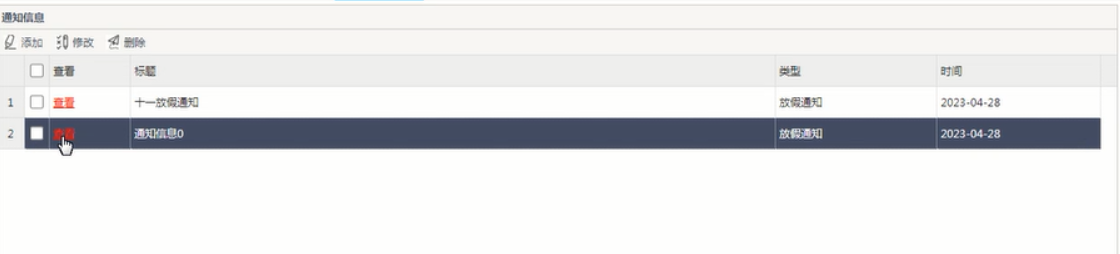 通知信息
添加 修改 删除
查看 标题 类型 时间
1 查看 十一放假通知 放假通知 2023-04-28
2 查看 通知信息0 放假通知 2023-04-28